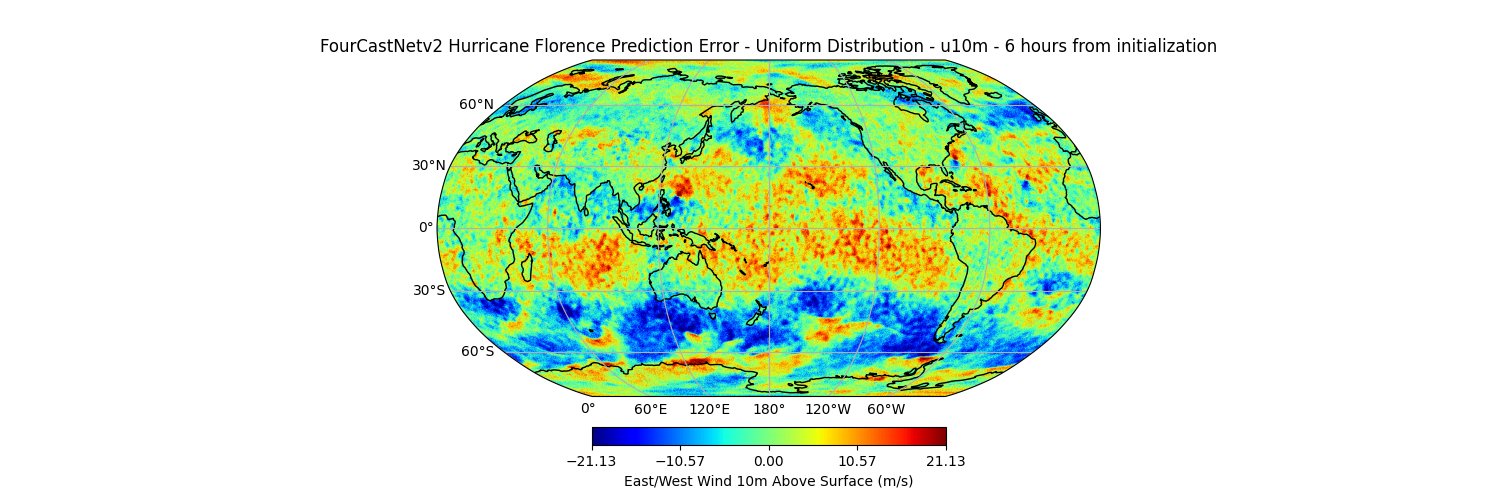 FourCastNetv2 Hurricane Florence Prediction Error - Uniform Distribution - u10m - 6 hours from initialization
60°N
30°N
0°
30°S
60°S
0° 60°E 120°E 180° 120°W 60°W
−21.13 −10.57 0.00 10.57 21.13
East/West Wind 10m Above Surface (m/s)